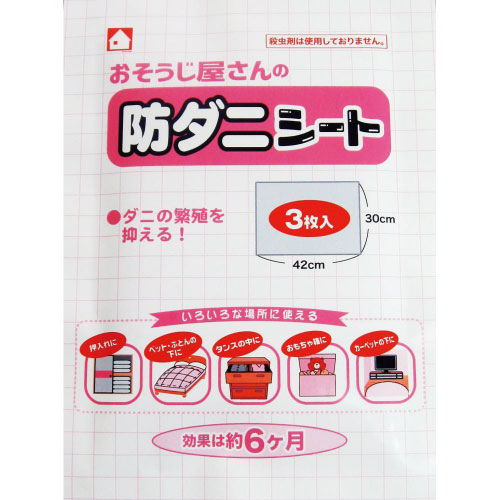 殺虫剤は使用しておりません。
おそうじ屋さんの
防ダニシート
●ダニの繁殖を
抑える！
3枚入
30cm
42cm
いろいろな場所に使える
押入れに
ベット・ふとんの
下に
タンスの中に
おもちゃ箱に
カーペットの下に
効果は約6ヶ月